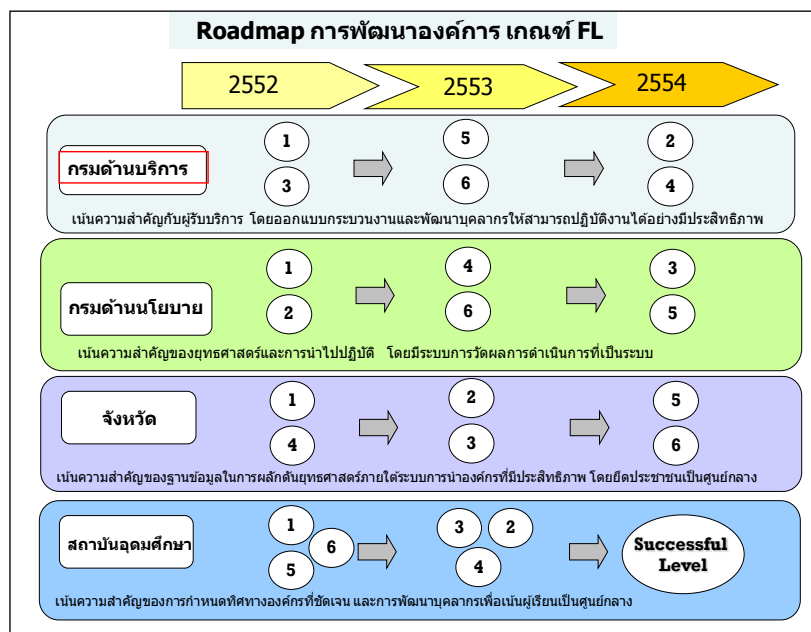 Roadmap การพัฒนาองค์การ เกณฑ์ FL
2552 2553 2554
กรมด้านบริการ
1 5 2
3 6 4
เน้นความสำคัญกับผู้รับบริการ โดยออกแบบกระบวนงานและพัฒนาบุคลากรให้สามารถปฏิบัติงานได้อย่างมีประสิทธิภาพ
กรมด้านนโยบาย
1 4 3
2 6 5
เน้นความสำคัญของยุทธศาสตร์และการนำไปปฏิบัติ โดยมีระบบการวัดผลการดำเนินการที่เป็นระบบ
จังหวัด
1 2 5
4 3 6
เน้นความสำคัญของฐานข้อมูลในการผลักดันยุทธศาสตร์ภายใต้ระบบการนำองค์กรที่มีประสิทธิภาพ โดยยึดประชาชนเป็นศูนย์กลาง
สถาบันอุดมศึกษา
1 3 2
6
5 4
Successful
Level
เน้นความสำคัญของการกำหนดทิศทางองค์กรที่ชัดเจน และการพัฒนาบุคลากรเพื่อเน้นผู้เรียนเป็นศูนย์กลาง